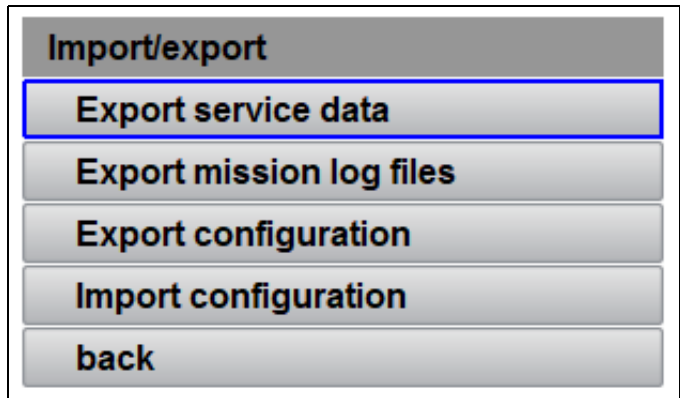 Import/export
Export service data
Export mission log files
Export configuration
Import configuration
back